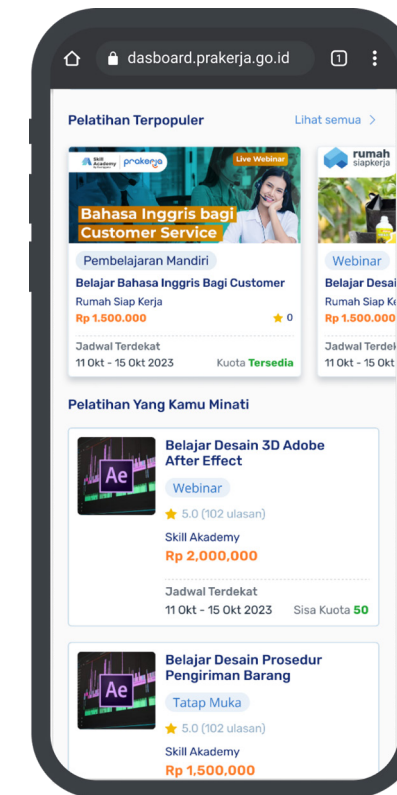 dasboard.prakerja.go.id
1
Pelatihan Terpopuler
Lihat semua >
Skill Academy
prakerja
Live Webinar
Bahasa Inggris bagi
Customer Service
Pembelajaran Mandiri
Belajar Bahasa Inggris Bagi Customer
Rumah Siap Kerja
Rp 1.500.000
0
Jadwal Terdekat
11 Okt - 15 Okt 2023
Kuota Tersedia
rumah
siapkerja
Webinar
Belajar Desai
Rumah Siap Ke
Rp 1.500.000
Jadwal Terdek
11 Okt - 15 Okt
Pelatihan Yang Kamu Minati
Ae
Belajar Desain 3D Adobe
After Effect
Webinar
5.0 (102 ulasan)
Skill Akademy
Rp 2,000,000
Jadwal Terdekat
11 Okt - 15 Okt 2023
Sisa Kuota 50
Ae
Belajar Desain Prosedur
Pengiriman Barang
Tatap Muka
5.0 (102 ulasan)
Skill Akademy
Rp 1,500,000